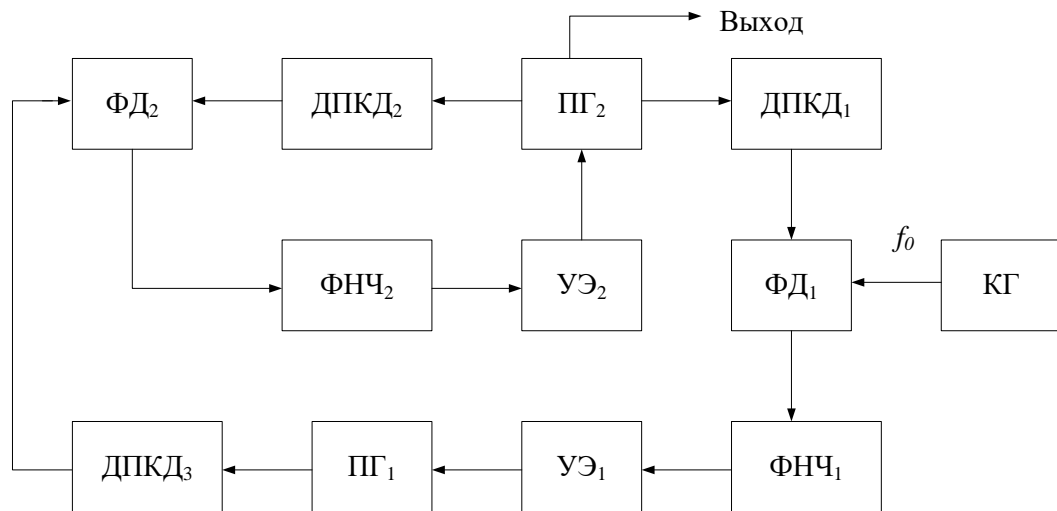 Выход
ФД₂
ДПКД₂
ПГ₂
ДПКД₁
f₀
ФНЧ₂
УЭ₂
ФД₁
КГ
ДПКД₃
ПГ₁
УЭ₁
ФНЧ₁